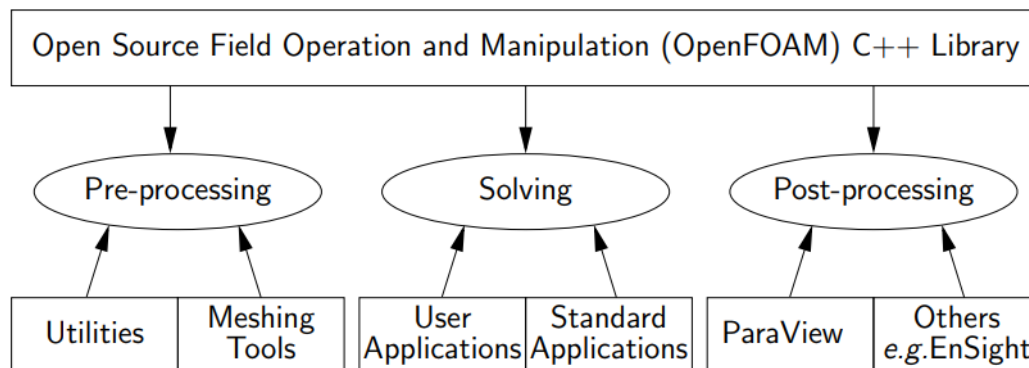 Open Source Field Operation and Manipulation (OpenFOAM) C++ Library
Pre-processing
Solving
Post-processing
Utilities
Meshing
Tools
User
Applications
Standard
Applications
ParaView
Others
e.g.EnSight